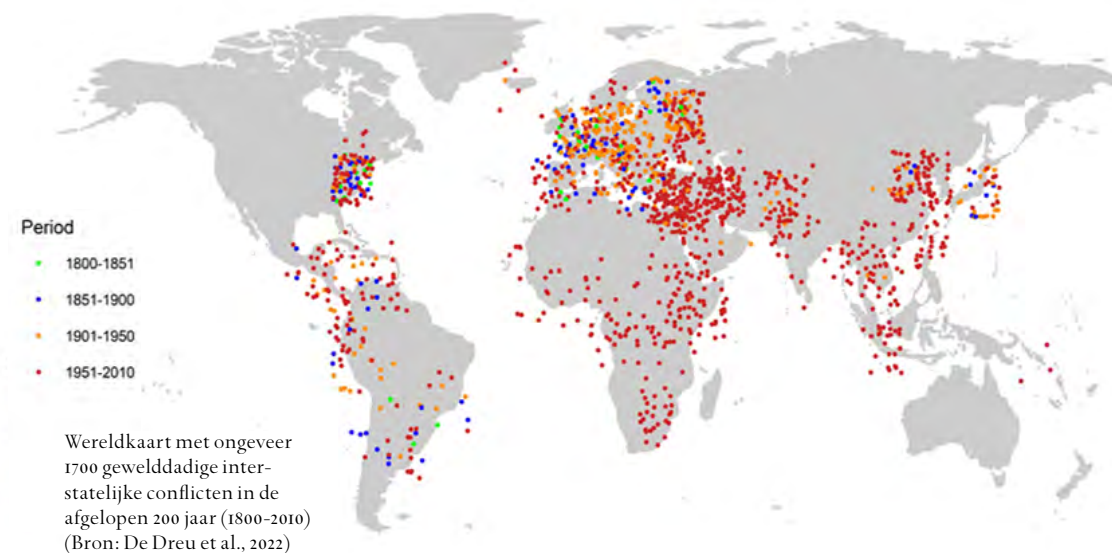 Period
1800-1851
1851-1900
1901-1950
1951-2010
Wereldkaart met ongeveer
1700 gewelddadige inter-
statelijke conflicten in de
afgelopen 200 jaar (1800-2010)
(Bron: De Dreu et al., 2022)